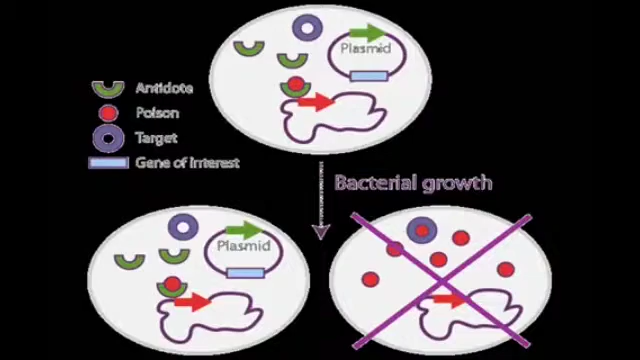 Plasmid
Antidote
Poison
Target
Gene of Interest
Bacterial growth
Plasmid